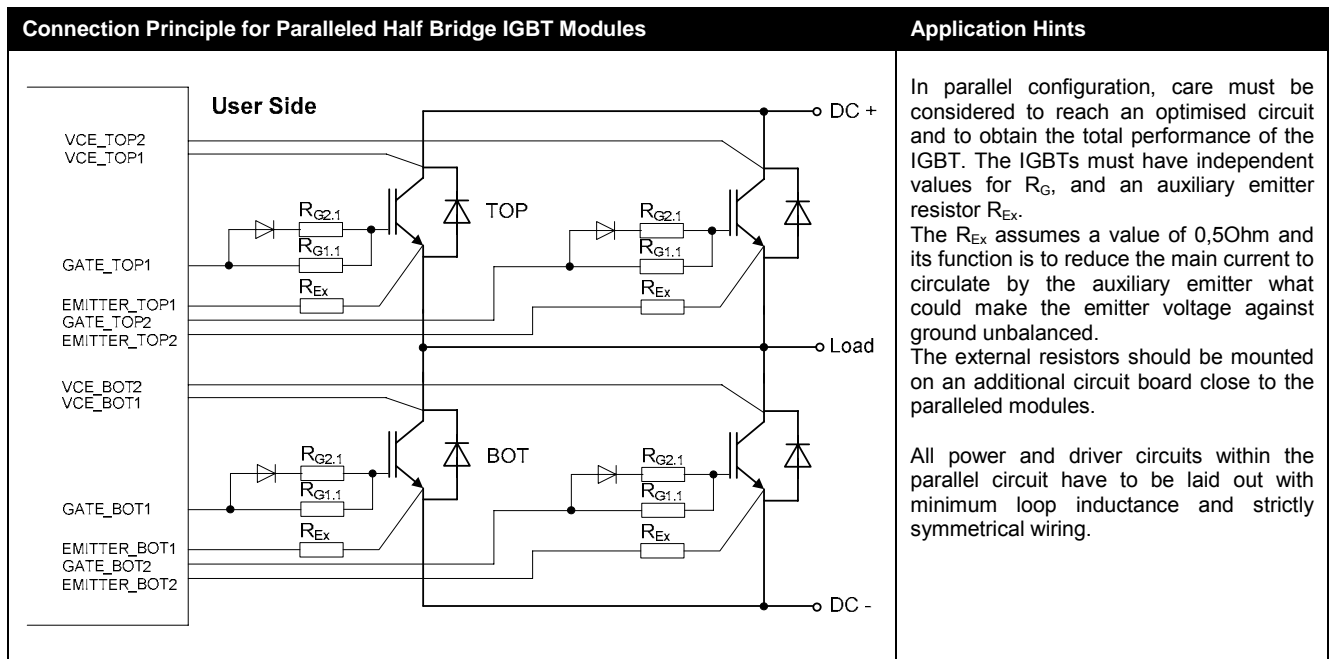 Connection Principle for Paralleled Half Bridge IGBT Modules
User Side
DC +
VCE_TOP2
VCE_TOP1
RG2.1
TOP
RG2.1
RG1.1
RG1.1
GATE_TOP1
REx
REx
EMITTER_TOP1
GATE_TOP2
EMITTER_TOP2
Load
VCE_BOT2
VCE_BOT1
RG2.1
BOT
RG2.1
RG1.1
RG1.1
GATE_BOT1
REx
REx
EMITTER_BOT1
GATE_BOT2
EMITTER_BOT2
DC -
Application Hints
In parallel configuration, care must be
considered to reach an optimised circuit
and to obtain the total performance of the
IGBT. The IGBTs must have independent
values for RG, and an auxiliary emitter
resistor REx.
The REx assumes a value of 0,5Ohm and
its function is to reduce the main current to
circulate by the auxiliary emitter what
could make the emitter voltage against
ground unbalanced.
The external resistors should be mounted
on an additional circuit board close to the
paralleled modules.
All power and driver circuits within the
parallel circuit have to be laid out with
minimum loop inductance and strictly
symmetrical wiring.